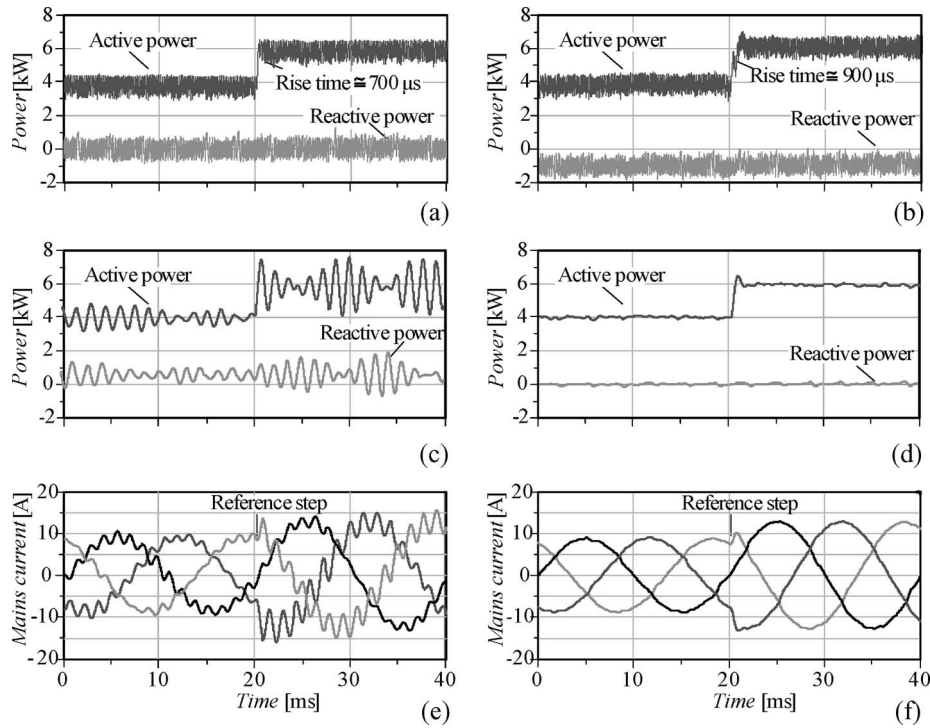 8
6
4
2
0
-2
Power [kW]
Active power
Rise time ≅ 700 µs
Reactive power
(a)
8
6
4
2
0
-2
Power [kW]
Active power
Rise time ≅ 900 µs
Reactive power
(b)
8
6
4
2
0
-2
Power [kW]
Active power
Reactive power
(c)
8
6
4
2
0
-2
Power [kW]
Active power
Reactive power
(d)
20
10
0
-10
-20
Mains current [A]
Reference step
0 10 20 30 40
Time [ms]
(e)
20
10
0
-10
-20
Mains current [A]
Reference step
0 10 20 30 40
Time [ms]
(f)